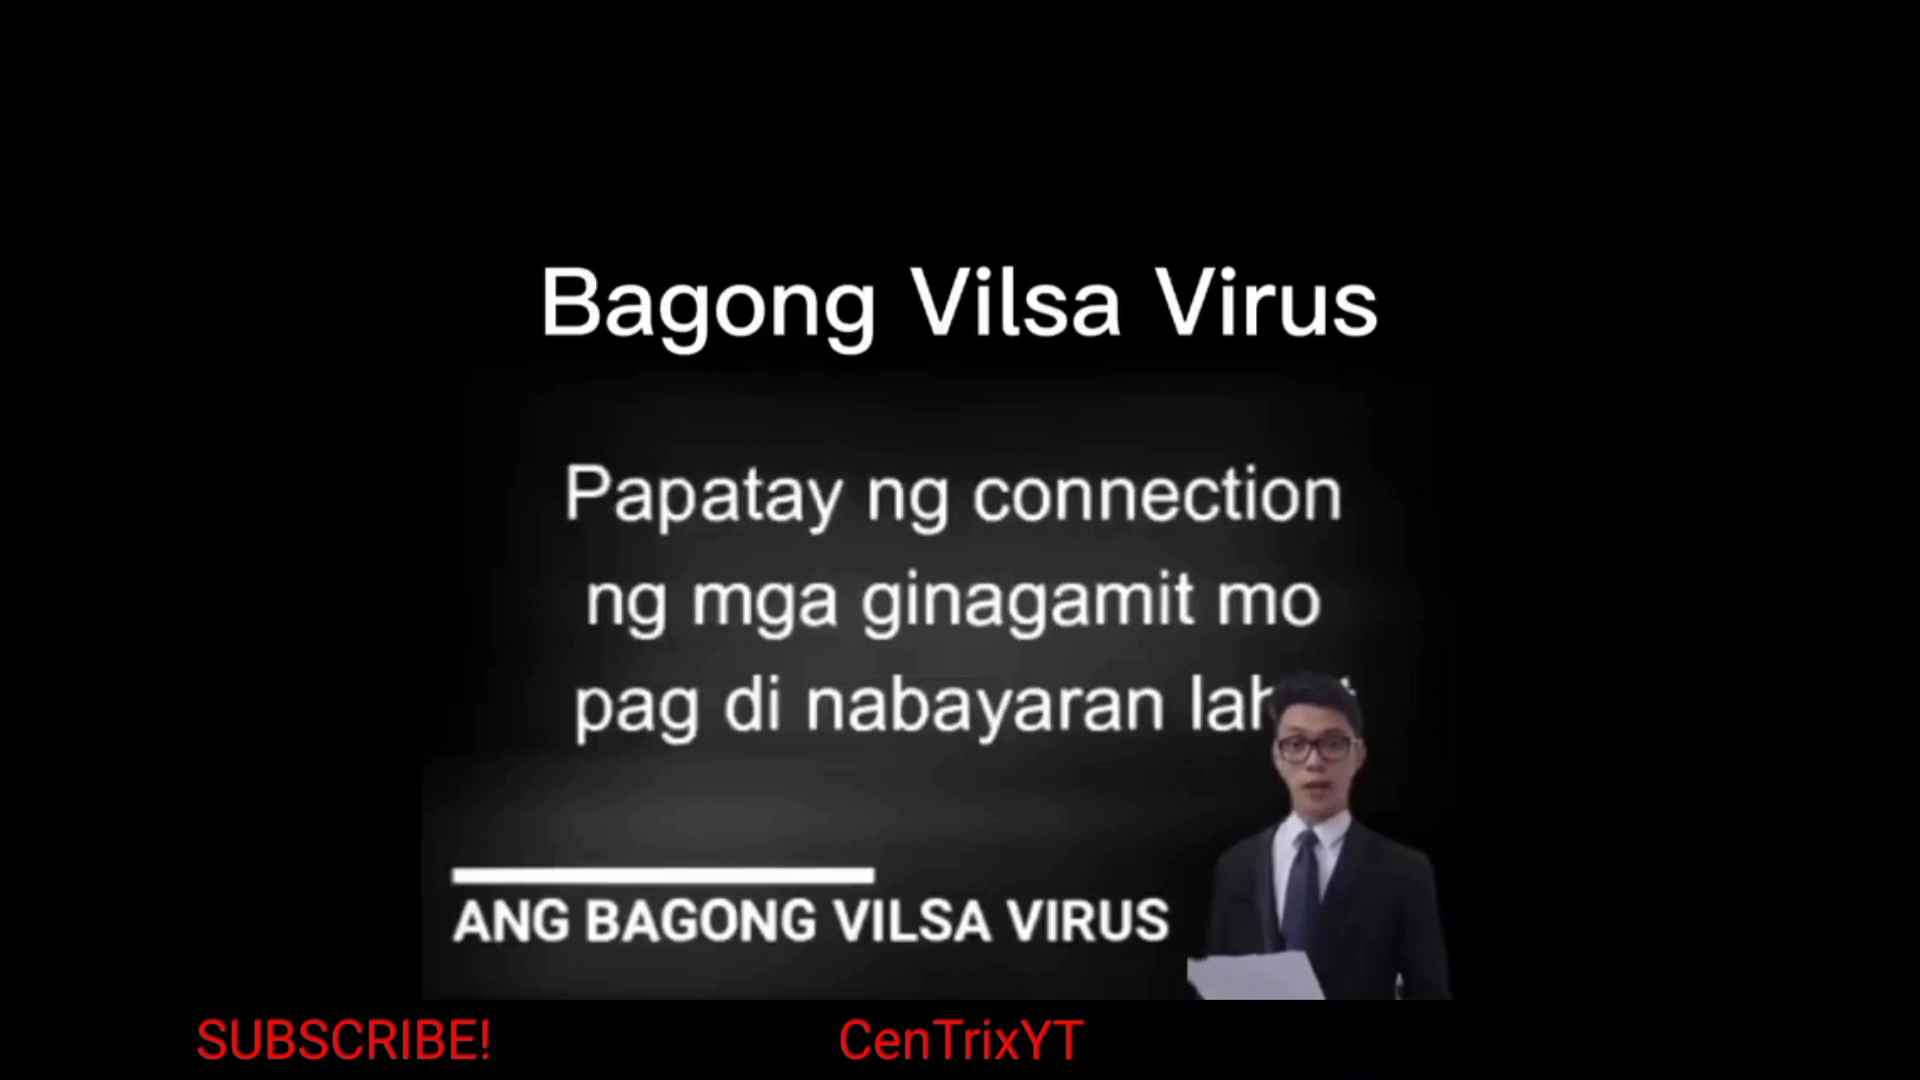 Bagong Vilsa Virus
Papatay ng connection
ng mga ginagamit mo
pag di nabayaran
ANG BAGONG VILSA VIRUS
SUBSCRIBE! CenTrixYT